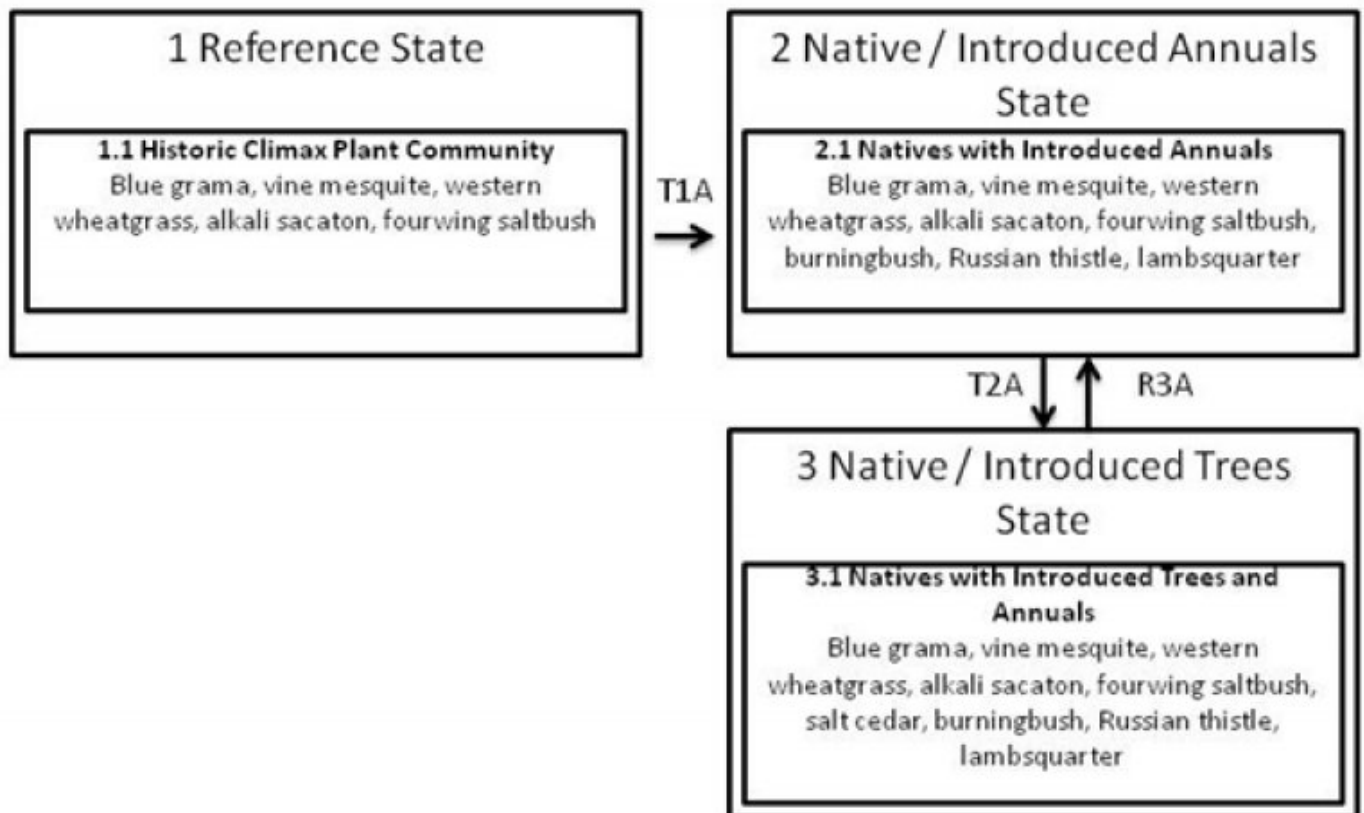 1 Reference State
1.1 Historic Climax Plant Community
Blue grama, vine mesquite, western
wheatgrass, alkali sacaton, fourwing saltbush
T1A
2 Native / Introduced Annuals
State
2.1 Natives with Introduced Annuals
Blue grama, vine mesquite, western
wheatgrass, alkali sacaton, fourwing saltbush,
burningbush, Russian thistle, lambsquarter
T2A
R3A
3 Native / Introduced Trees
State
3.1 Natives with Introduced Trees and
Annuals
Blue grama, vine mesquite, western
wheatgrass, alkali sacaton, fourwing saltbush,
salt cedar, burningbush, Russian thistle,
lambsquarter